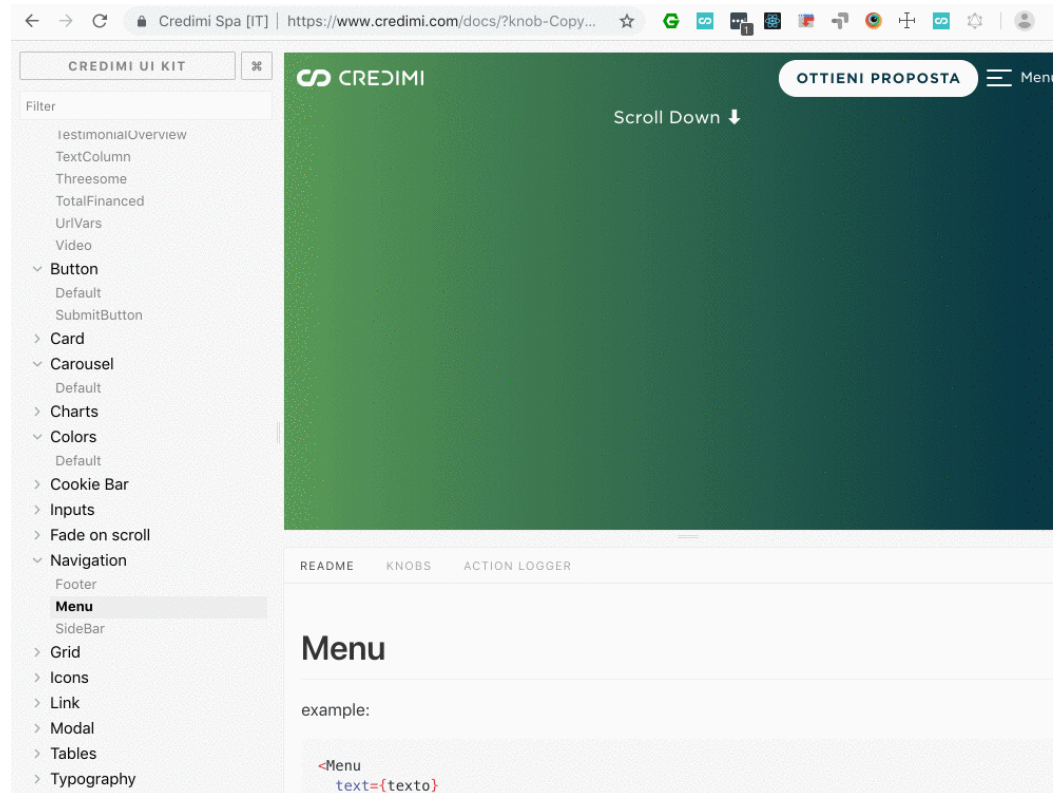 Credimi Spa [IT] | https://www.credimi.com/docs/?knob-Copy...
1
CREDIMI UI KIT
⌘
Filter
TestimonialOverview
TextColumn
Threesome
TotalFinanced
UrlVars
Video
Button
Default
SubmitButton
Card
Carousel
Default
Charts
Colors
Default
Cookie Bar
Inputs
Fade on scroll
Navigation
Footer
Menu
SideBar
Grid
Icons
Link
Modal
Tables
Typography
CREDIMI
OTTIENI PROPOSTA
Menu
Scroll Down
README KNOBS ACTION LOGGER
Menu
example:
<Menu
text={texto}